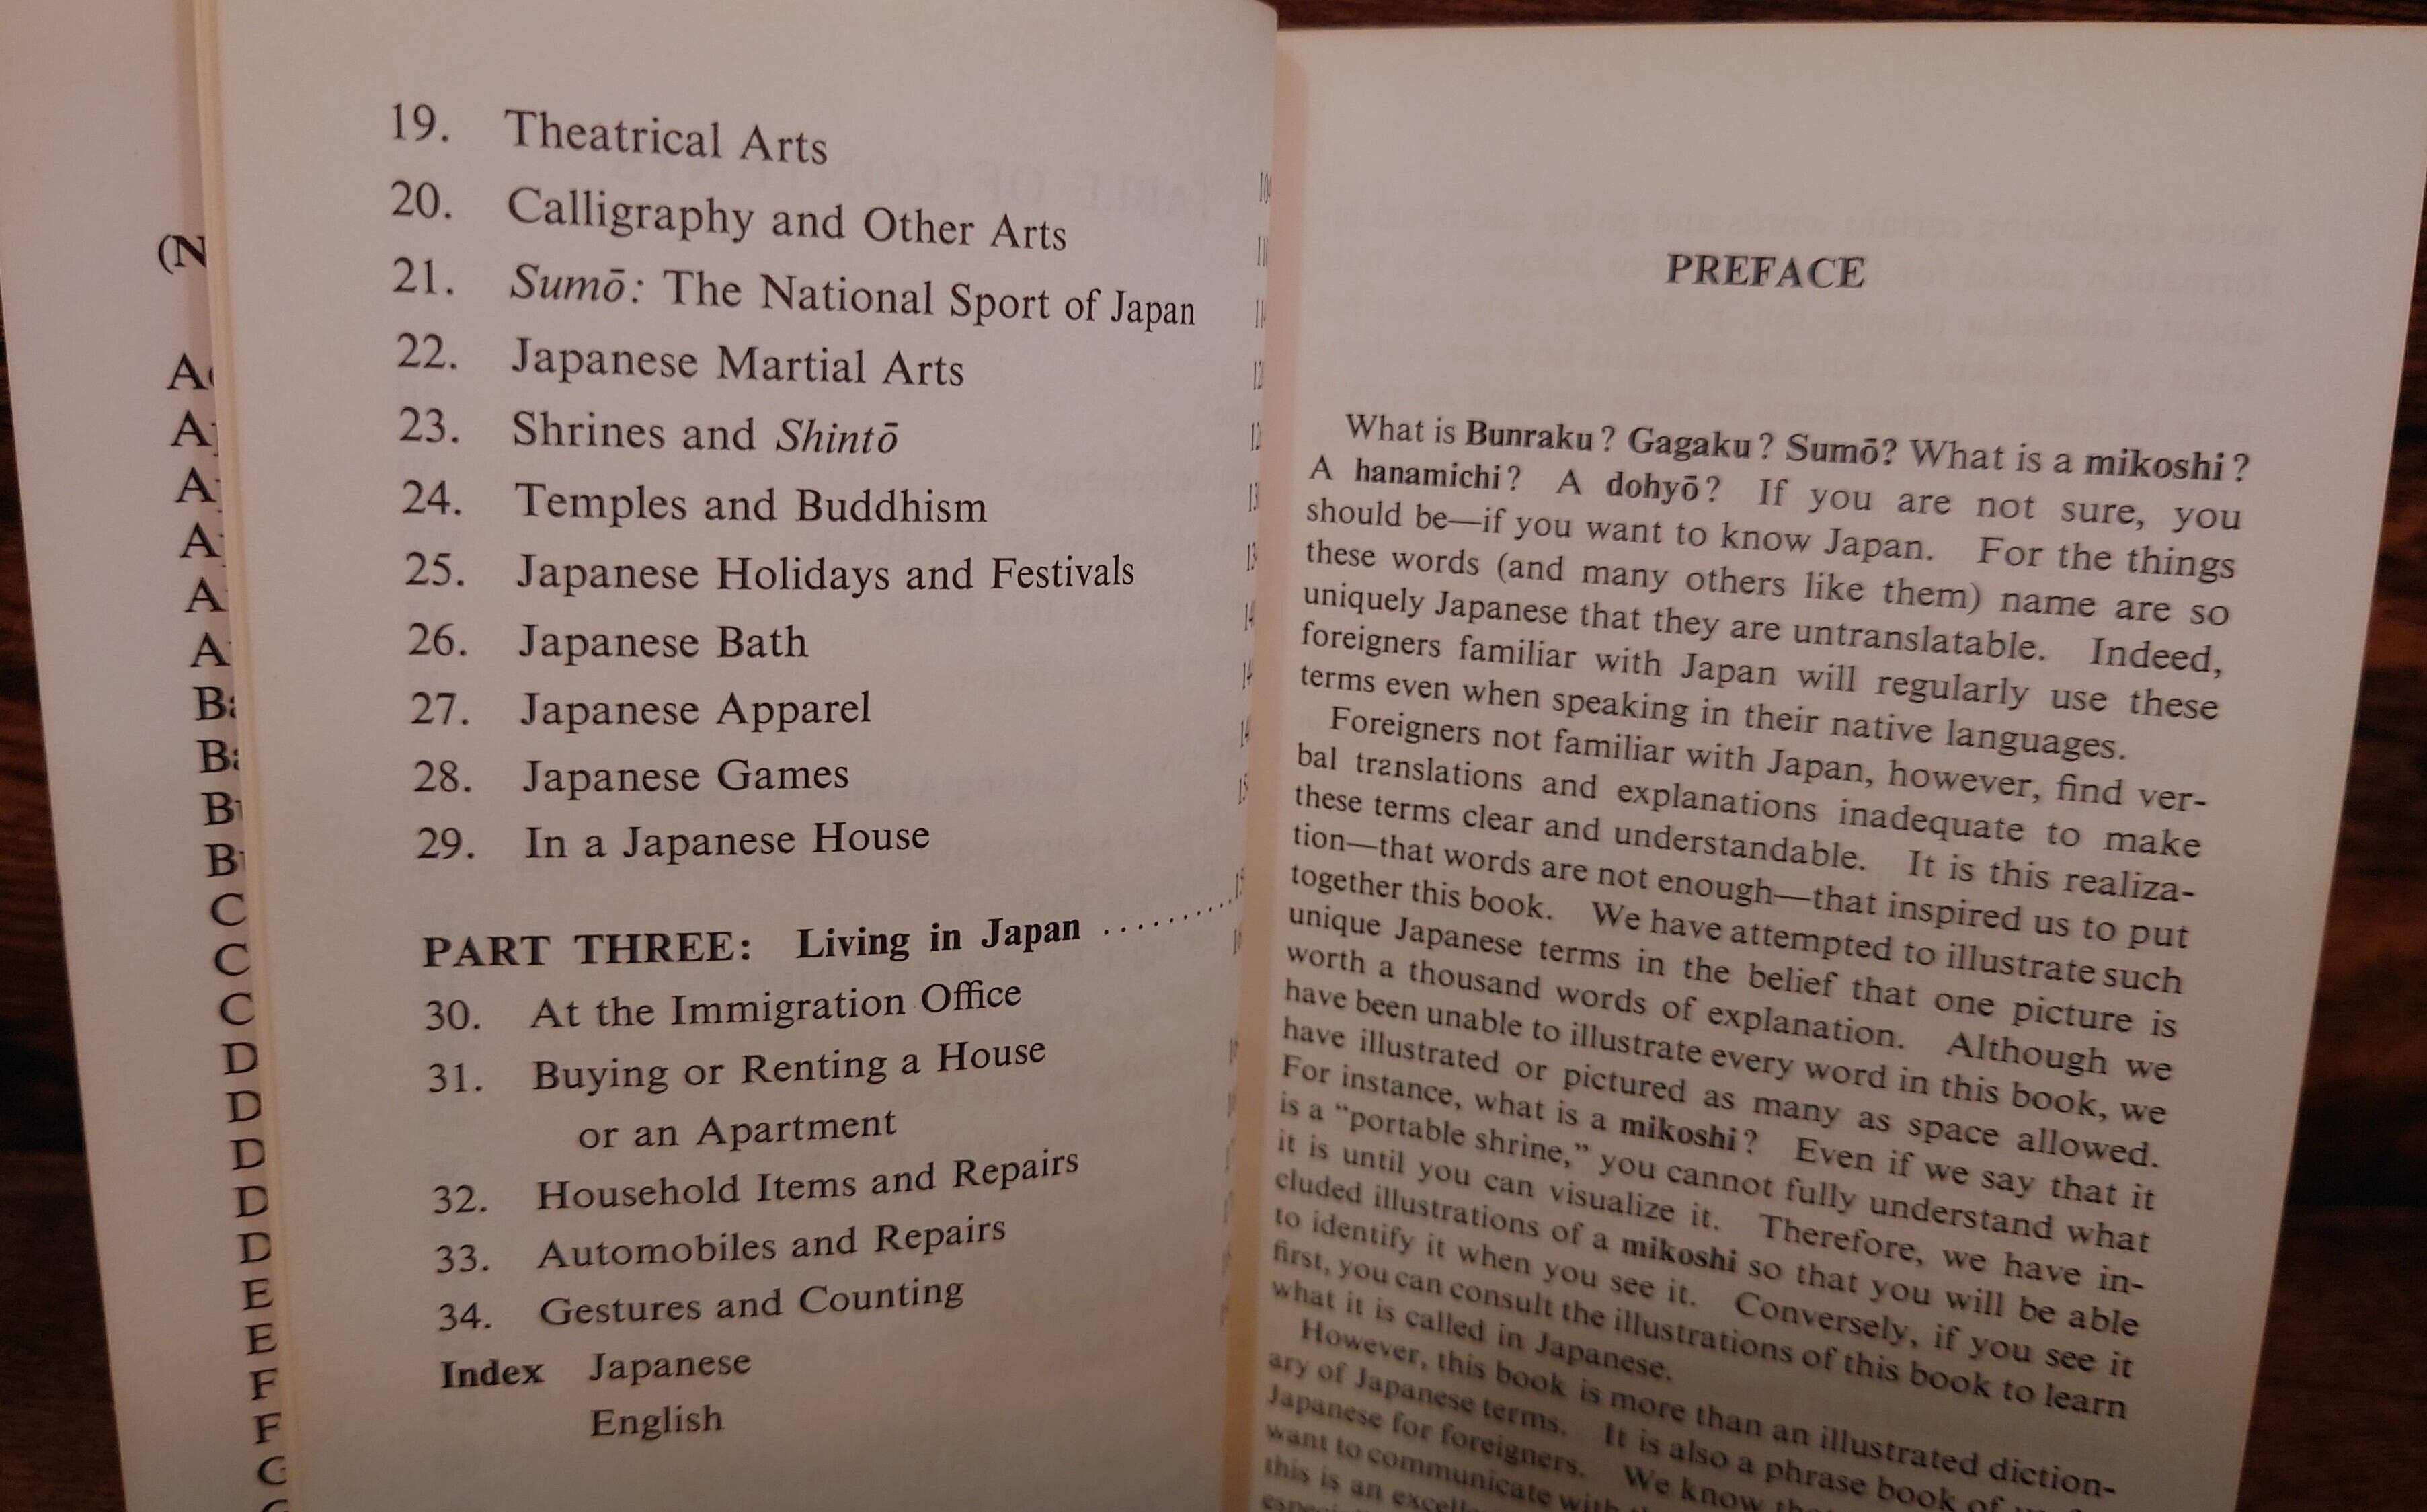 19. Theatrical Arts
20. Calligraphy and Other Arts
21. Sumō: The National Sport of Japan
22. Japanese Martial Arts
23. Shrines and Shintō
24. Temples and Buddhism
25. Japanese Holidays and Festivals
26. Japanese Bath
27. Japanese Apparel
28. Japanese Games
29. In a Japanese House
PART THREE: Living in Japan ..........
30. At the Immigration Office
31. Buying or Renting a House
or an Apartment
32. Household Items and Repairs
33. Automobiles and Repairs
34. Gestures and Counting
Index Japanese
English
PREFACE
What is Bunraku? Gagaku? Sumō? What is a mikoshi?
A hanamichi? A dohyō? If you are not sure, you
should be—if you want to know Japan. For the things
these words (and many others like them) name are so
uniquely Japanese that they are untranslatable. Indeed,
foreigners familiar with Japan will regularly use these
terms even when speaking in their native languages.
Foreigners not familiar with Japan, however, find ver-
bal translations and explanations inadequate to make
these terms clear and understandable. It is this realiza-
tion—that words are not enough—that inspired us to put
together this book. We have attempted to illustrate such
unique Japanese terms in the belief that one picture is
worth a thousand words of explanation. Although we
have been unable to illustrate every word in this book, we
have illustrated or pictured as many as space allowed.
For instance, what is a mikoshi? Even if we say that it
is a “portable shrine,” you cannot fully understand what
it is until you can visualize it. Therefore, we have in-
cluded illustrations of a mikoshi so that you will be able
to identify it when you see it. Conversely, if you see it
first, you can consult the illustrations of this book to learn
what it is called in Japanese.
However, this book is more than an illustrated diction-
ary of Japanese terms. It is also a phrase book of
Japanese for foreigners. We know
want to communicate with
this is an